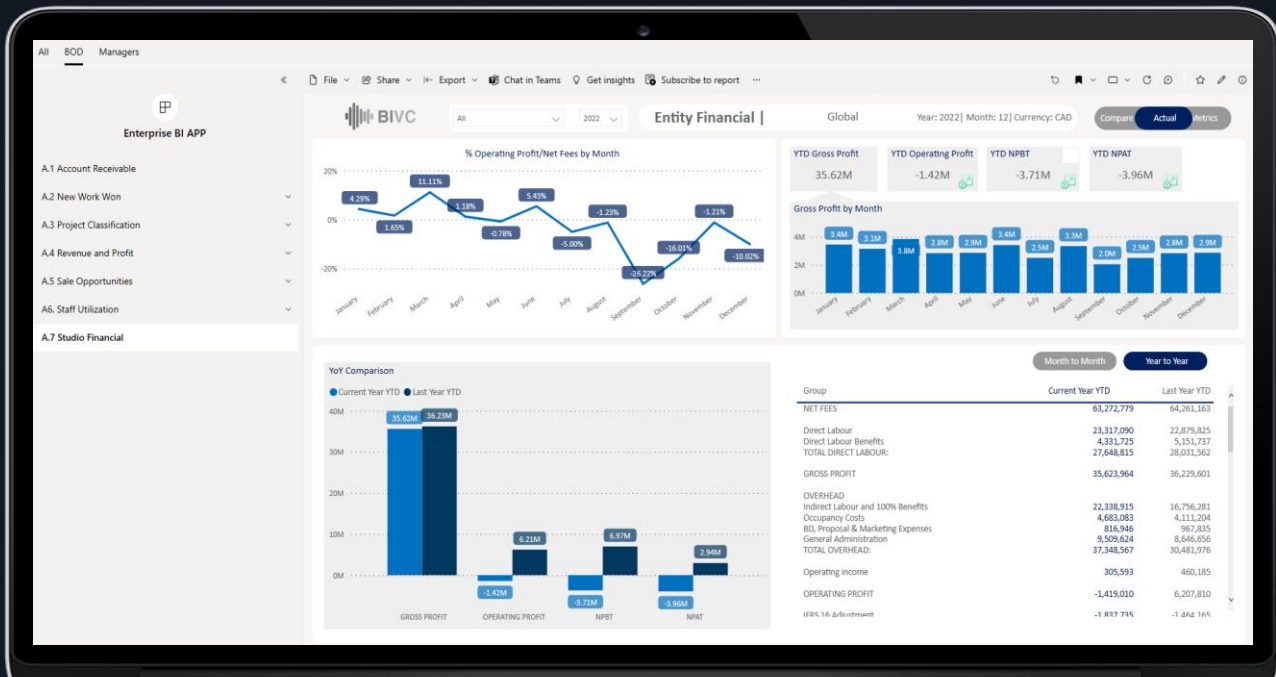 All BOD Managers
File Share Export Chat in Teams Get insights Subscribe to report ...
Enterprise BI APP
A.1 Account Receivable
A.2 New Work Won
A.3 Project Classification
A.4 Revenue and Profit
A.5 Sale Opportunities
A6. Staff Utilization
A.7 Studio Financial
BIVC All 2022 Entity Financial | Global Year: 2022| Month: 12| Currency: CAD Compare Actual Metrics
% Operating Profit/Net Fees by Month
20%
0%
-20%
4.29% 1.65% 11.11% 1.18% -0.78% 5.43% -5.00% -1.23% -26.22% -16.01% -1.21% -10.02%
January February March April May June July August September October November December
YTD Gross Profit YTD Operating Profit YTD NPBT YTD NPAT
35.62M -1.42M -3.71M -3.96M
Gross Profit by Month
4M
2M
0M
3.4M 3.1M 3.8M 2.8M 2.9M 3.4M 2.5M 3.3M 2.0M 2.5M 2.8M 2.9M
January February March April May June July August September October November December
YoY Comparison
Current Year YTD Last Year YTD
40M
30M
20M
10M
0M
35.62M 36.23M
-1.42M 6.21M
-3.71M 6.97M
-3.96M 2.94M
GROSS PROFIT OPERATING PROFIT NPBT NPAT
Month to Month Year to Year
Group Current Year YTD Last Year YTD
NET FEES 63,272,779 64,261,163
Direct Labour 23,317,090 22,879,825
Direct Labour Benefits 4,331,725 5,151,737
TOTAL DIRECT LABOUR: 27,648,815 28,031,562
GROSS PROFIT 35,623,964 36,229,601
OVERHEAD
Indirect Labour and 100% Benefits 22,338,915 16,756,281
Occupancy Costs 4,683,083 4,111,204
BD, Proposal & Marketing Expenses 816,946 967,835
General Administration 9,509,624 8,646,656
TOTAL OVERHEAD: 37,348,567 30,481,976
Operating income 305,593 460,185
OPERATING PROFIT -1,419,010 6,207,810
IFRS 16 Adjustment -1,837,735 -1,464,165